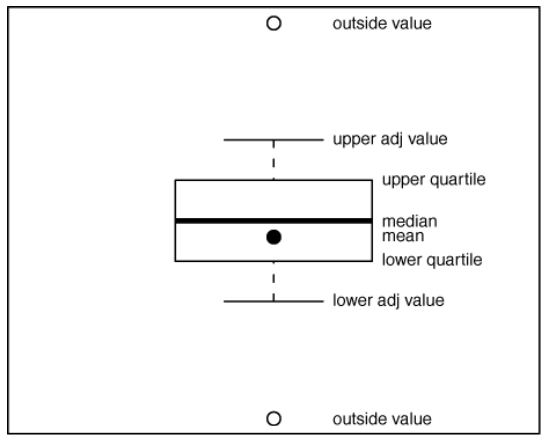 outside value
upper adj value
upper quartile
median
mean
lower quartile
lower adj value
outside value